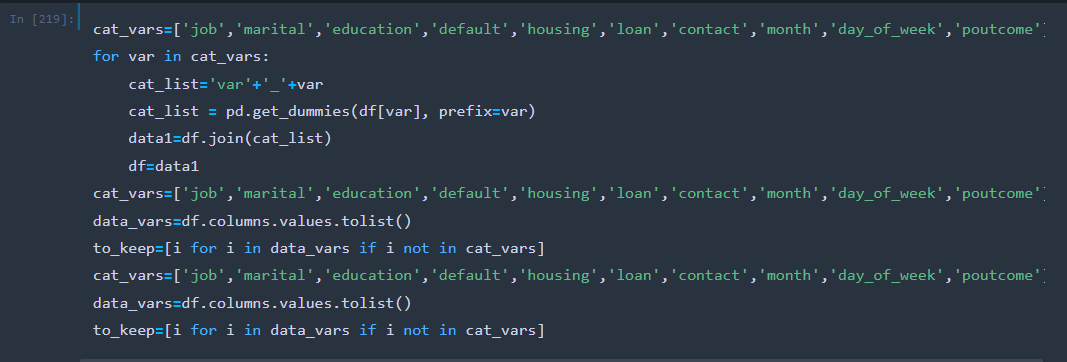 In [219]:
cat_vars=['job','marital','education','default','housing','loan','contact','month','day_of_week','poutcome']
for var in cat_vars:
    cat_list='var'+'_'+var
    cat_list = pd.get_dummies(df[var], prefix=var)
    data1=df.join(cat_list)
    df=data1
cat_vars=['job','marital','education','default','housing','loan','contact','month','day_of_week','poutcome']
data_vars=df.columns.values.tolist()
to_keep=[i for i in data_vars if i not in cat_vars]
cat_vars=['job','marital','education','default','housing','loan','contact','month','day_of_week','poutcome']
data_vars=df.columns.values.tolist()
to_keep=[i for i in data_vars if i not in cat_vars]